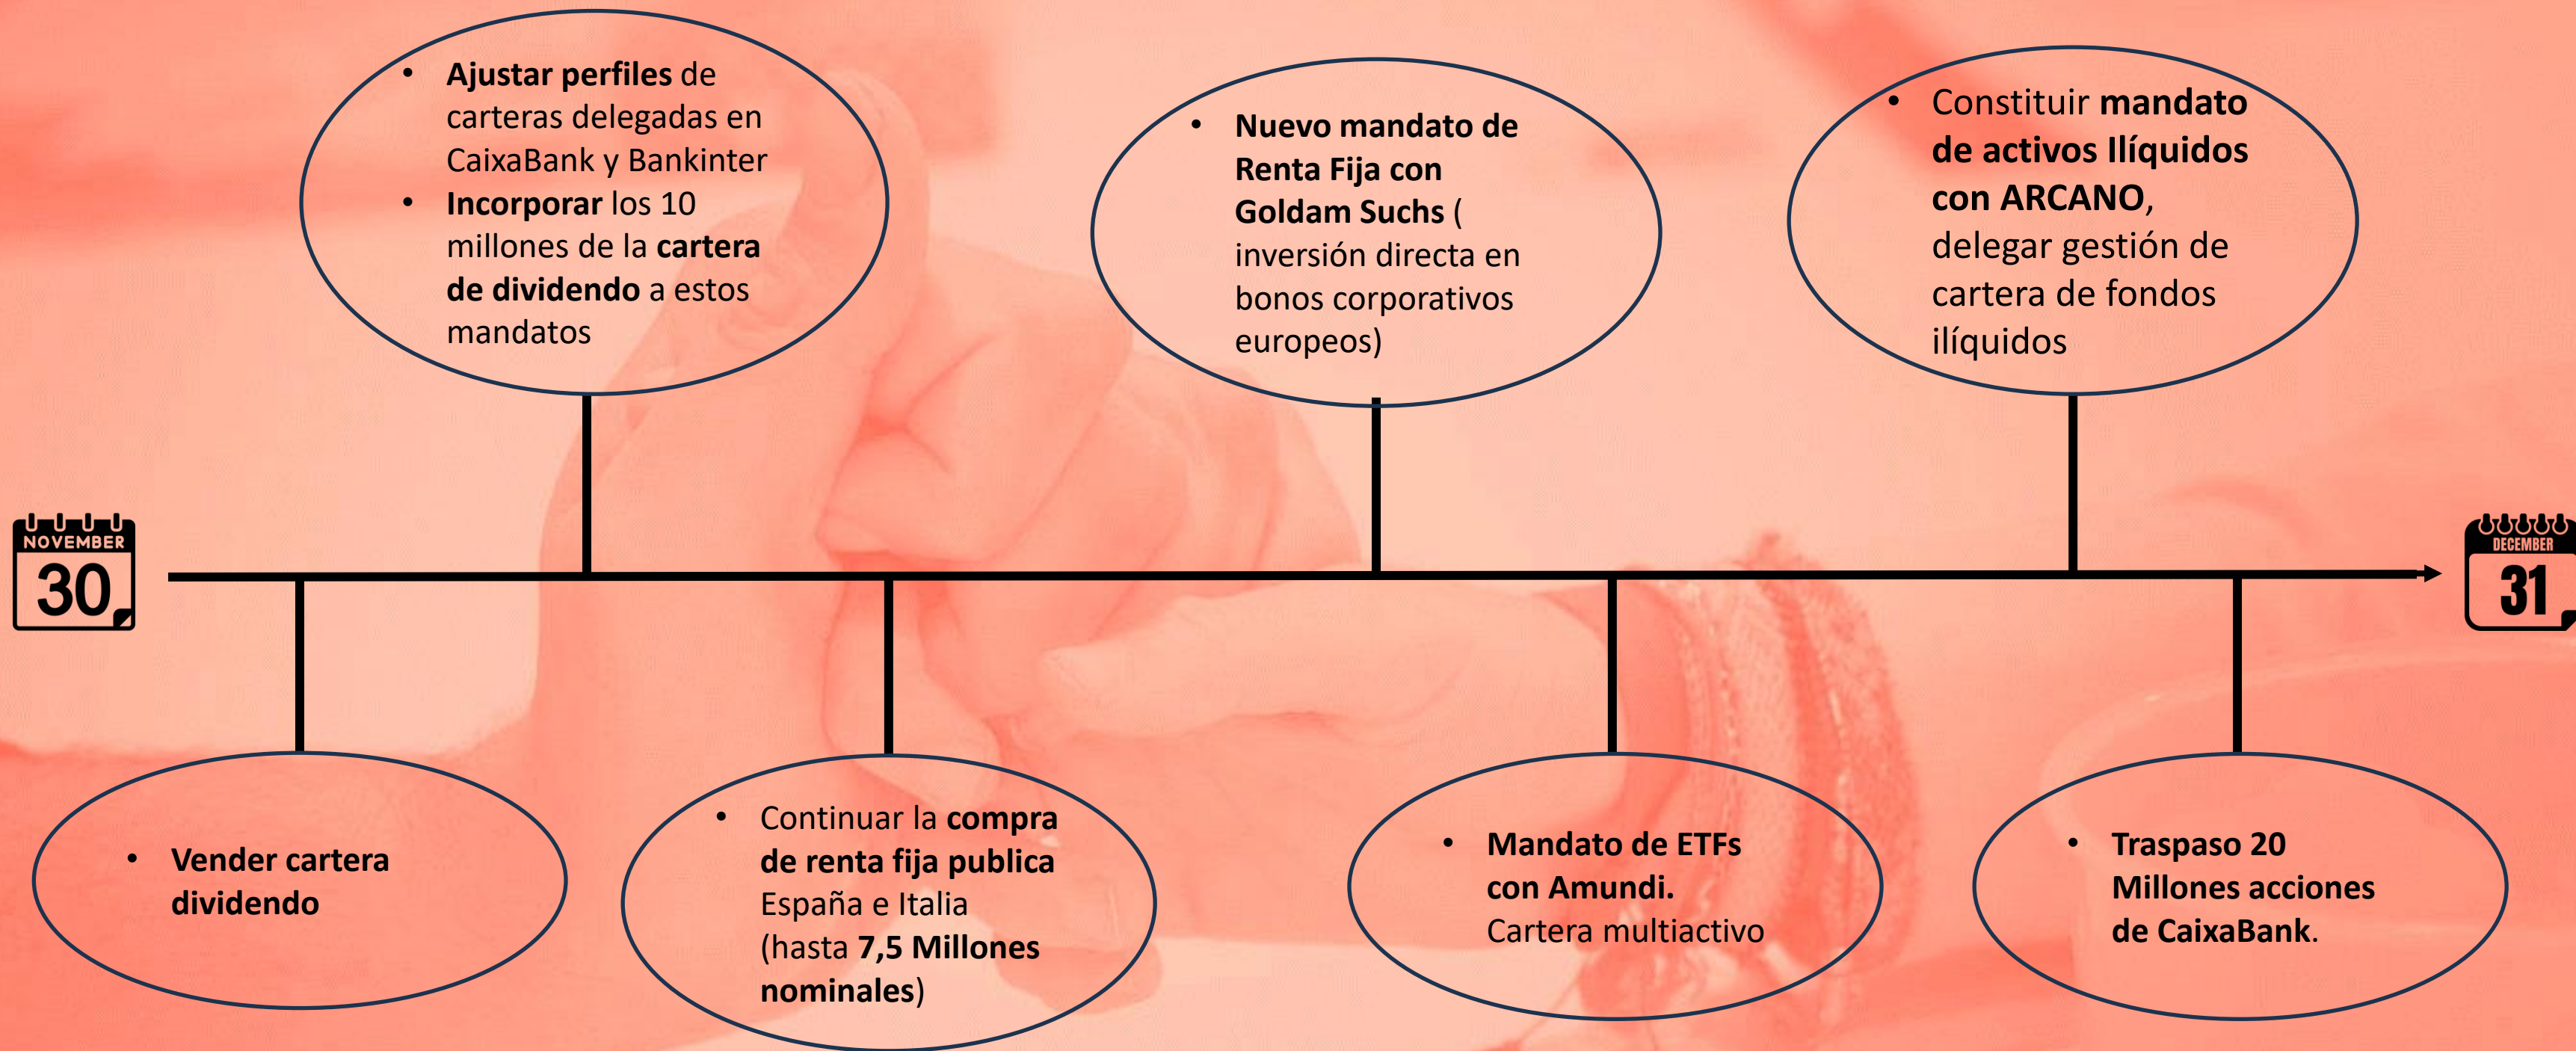 • Ajustar perfiles de
carteras delegadas en
CaixaBank y Bankinter
• Incorporar los 10
millones de la cartera
de dividendo a estos
mandatos
• Nuevo mandato de
Renta Fija con
Goldam Suchs (
inversión directa en
bonos corporativos
europeos)
• Constituir mandato
de activos Ilíquidos
con ARCANO,
delegar gestión de
cartera de fondos
ilíquidos
NOVEMBER
30
DECEMBER
31
• Vender cartera
dividendo
• Continuar la compra
de renta fija publica
España e Italia
(hasta 7,5 Millones
nominales)
• Mandato de ETFs
con Amundi.
Cartera multiactivo
• Traspaso 20
Millones acciones
de CaixaBank.